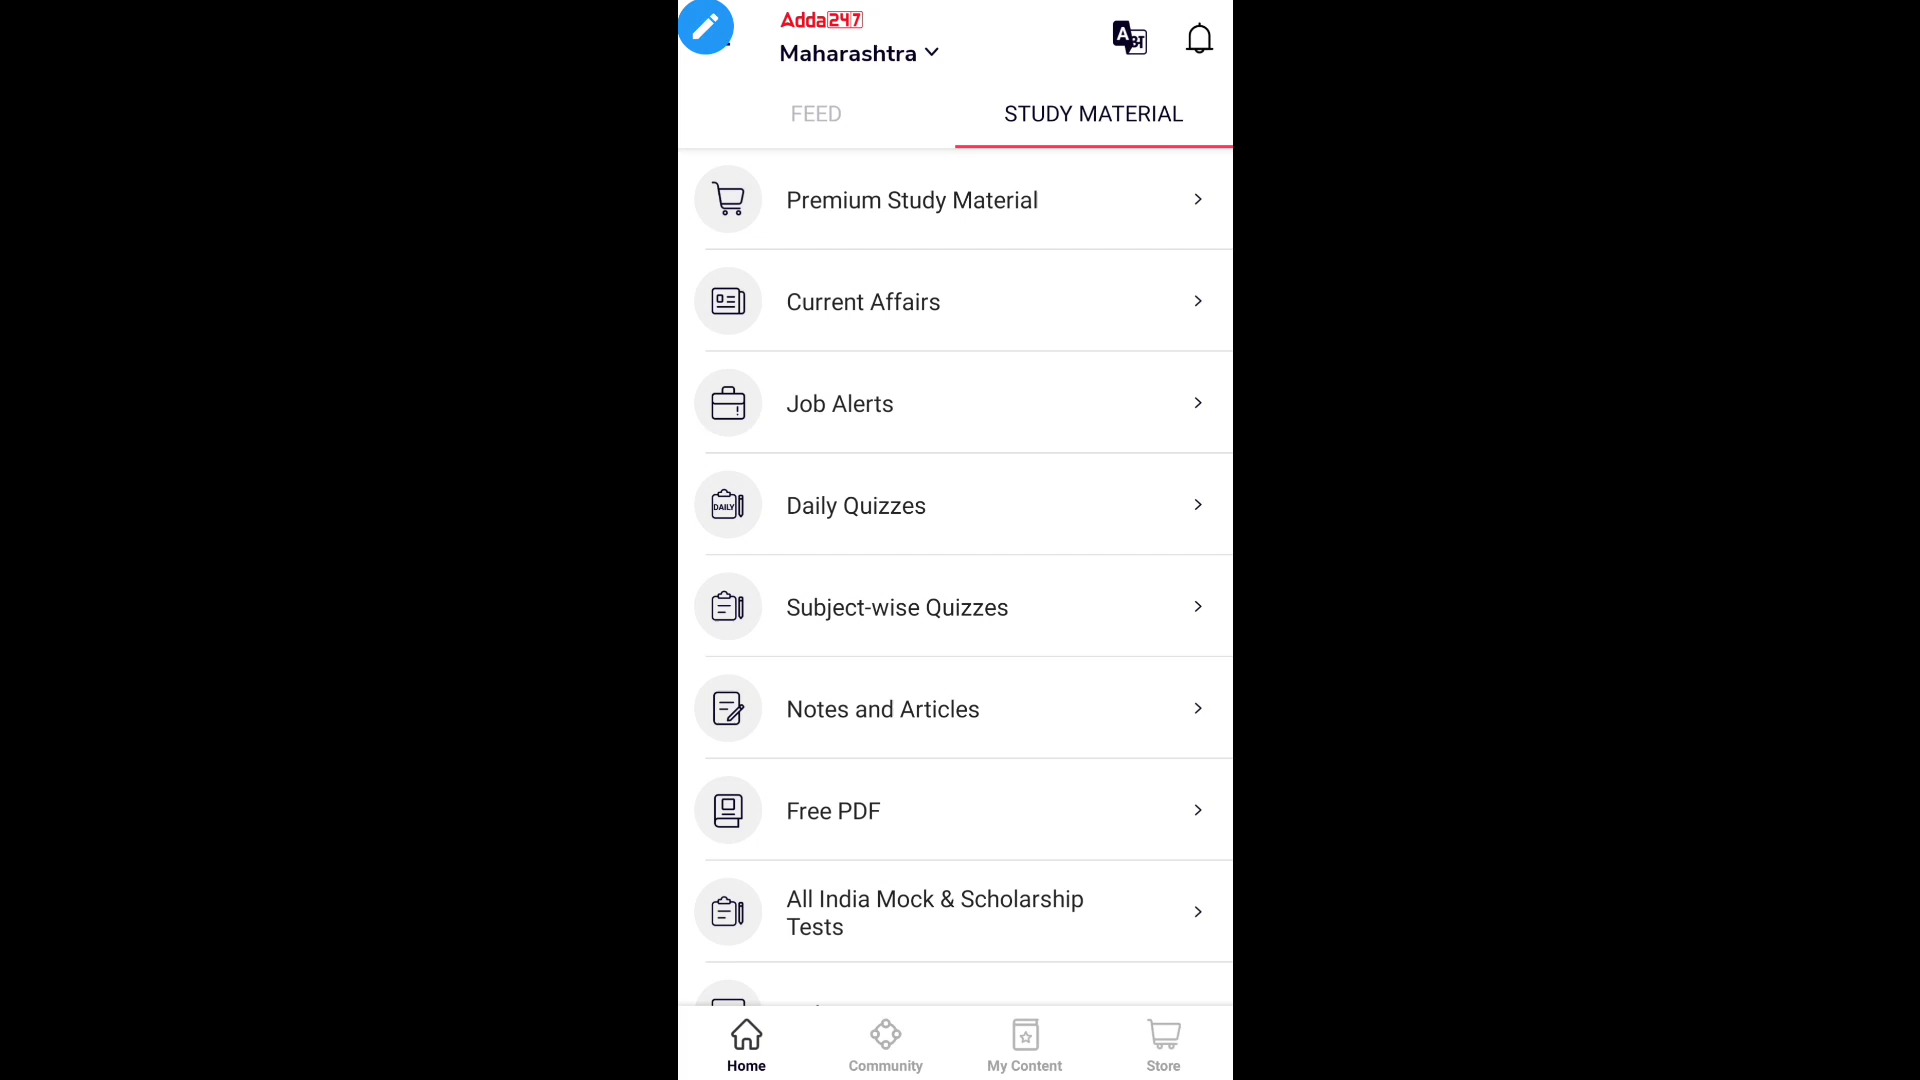 Adda247
Maharashtra
A अ
FEED
STUDY MATERIAL
Premium Study Material
Current Affairs
Job Alerts
DAILY
Daily Quizzes
Subject-wise Quizzes
Notes and Articles
Free PDF
All India Mock & Scholarship
Tests
Home
Community
My Content
Store